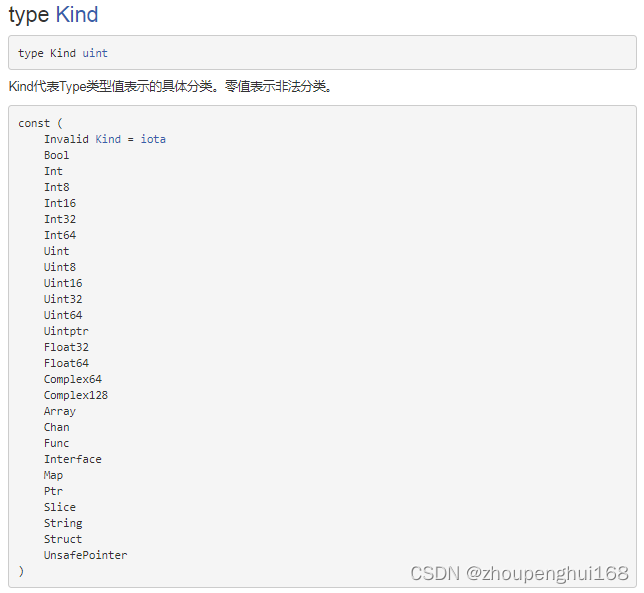 type Kind
type Kind uint
Kind代表Type类型值表示的具体分类。零值表示非法分类。
const (
    Invalid Kind = iota
    Bool
    Int
    Int8
    Int16
    Int32
    Int64
    Uint
    Uint8
    Uint16
    Uint32
    Uint64
    Uintptr
    Float32
    Float64
    Complex64
    Complex128
    Array
    Chan
    Func
    Interface
    Map
    Ptr
    Slice
    String
    Struct
    UnsafePointer
)
CSDN @zhoupenghui168